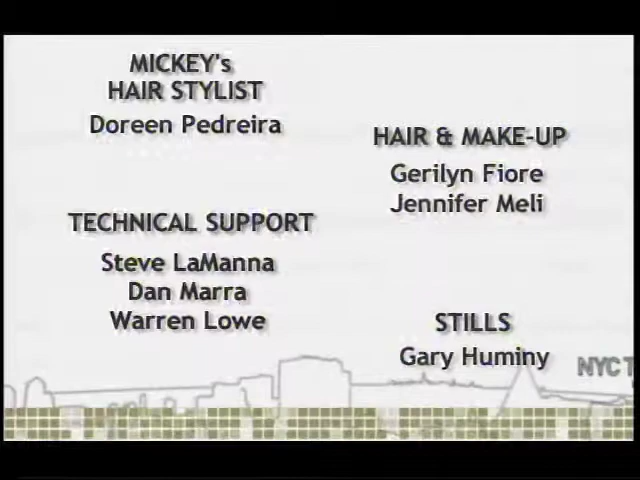 MICKEY's
HAIR STYLIST
Doreen Pedreira
HAIR & MAKE-UP
Gerilyn Fiore
Jennifer Meli
TECHNICAL SUPPORT
Steve LaManna
Dan Marra
Warren Lowe
STILLS
Gary Huminy
NYC T